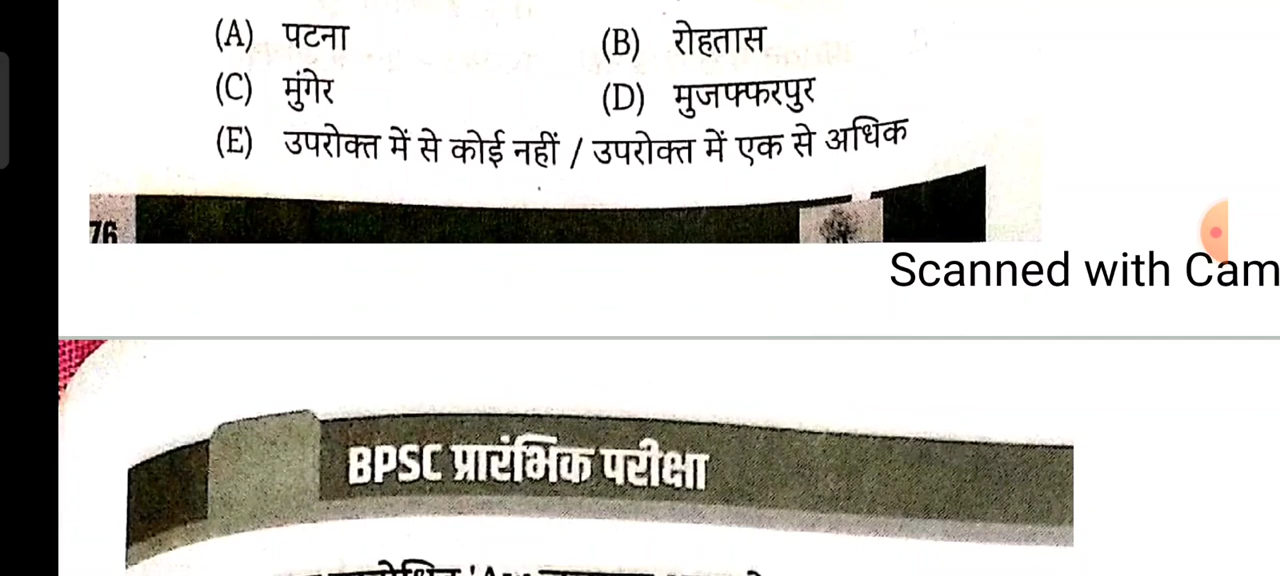 (A) पटना (B) रोहतास
(C) मुंगेर (D) मुजफ्फरपुर
(E) उपरोक्त में से कोई नहीं / उपरोक्त में एक से अधिक
76
Scanned with Cam
BPSC प्रारंभिक परीक्षा